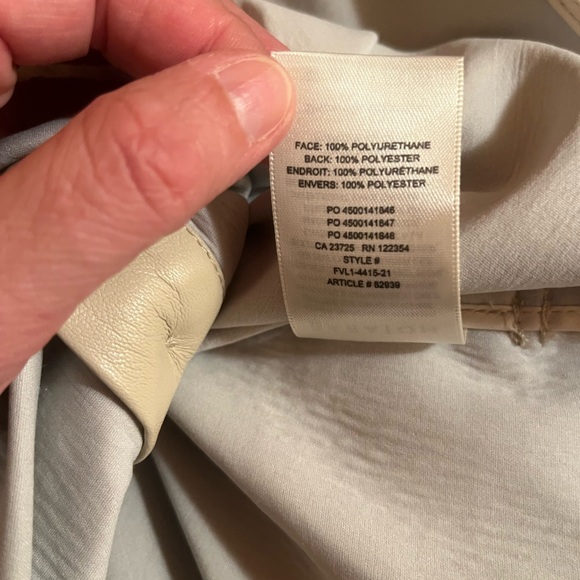 FACE: 100% POLYURETHANE
BACK: 100% POLYESTER
ENDROIT: 100% POLYURÉTHANE
ENVERS: 100% POLYESTER
PO 4500141846
PO 4500141847
PO 4500141848
CA 23725 RN 122354
STYLE #
FVL1-4415-21
ARTICLE # 82939